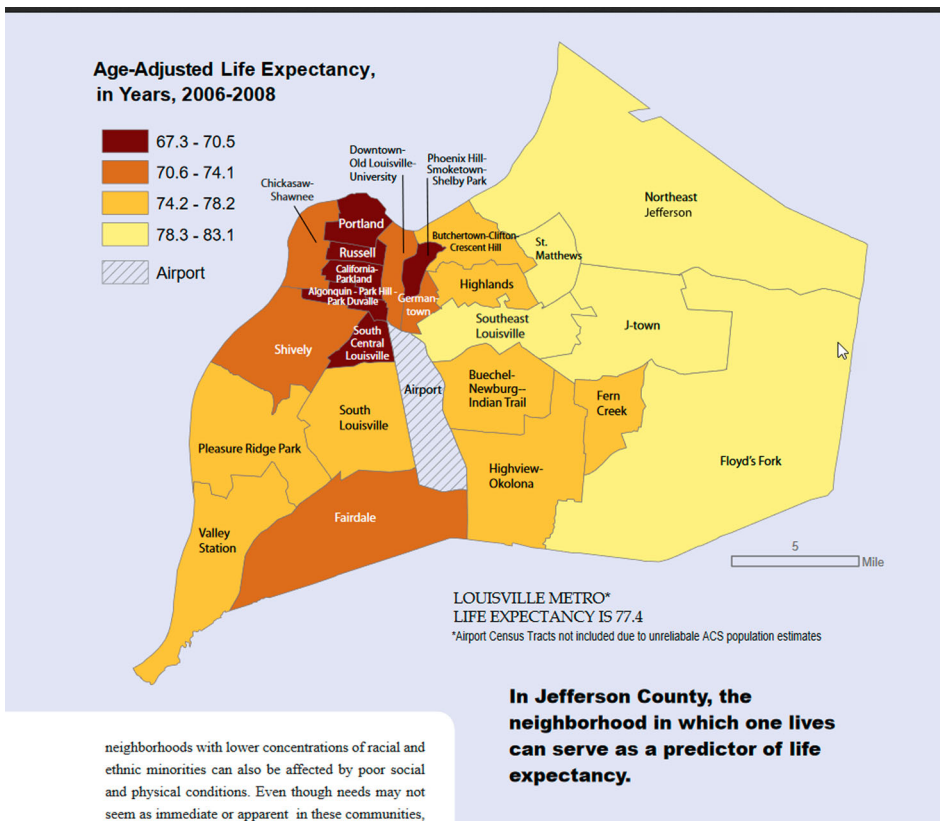 Age-Adjusted Life Expectancy,
in Years, 2006-2008
67.3 - 70.5
70.6 - 74.1
74.2 - 78.2
78.3 - 83.1
Airport
Chickasaw-
Shawnee
Downtown-
Old Louisville-
University
Phoenix Hill-
Smoketown-
Shelby Park
Portland
Russell
California-
Parkland
Algonquin - Park Hill -
Park Duvalle
German-
town
Butchertown-Clifton-
Crescent Hill
St.
Matthews
Northeast
Jefferson
Highlands
Southeast
Louisville
J-town
Shively
South
Central
Louisville
Airport
Buechel-
Newburg--
Indian Trail
Fern
Creek
South
Louisville
Pleasure Ridge Park
Highview-
Okolona
Floyd's Fork
Fairdale
Valley
Station
5
Mile
LOUISVILLE METRO*
LIFE EXPECTANCY IS 77.4
*Airport Census Tracts not included due to unreliabale ACS population estimates
In Jefferson County, the
neighborhood in which one lives
can serve as a predictor of life
expectancy.
neighborhoods with lower concentrations of racial and
ethnic minorities can also be affected by poor social
and physical conditions. Even though needs may not
seem as immediate or apparent in these communities,